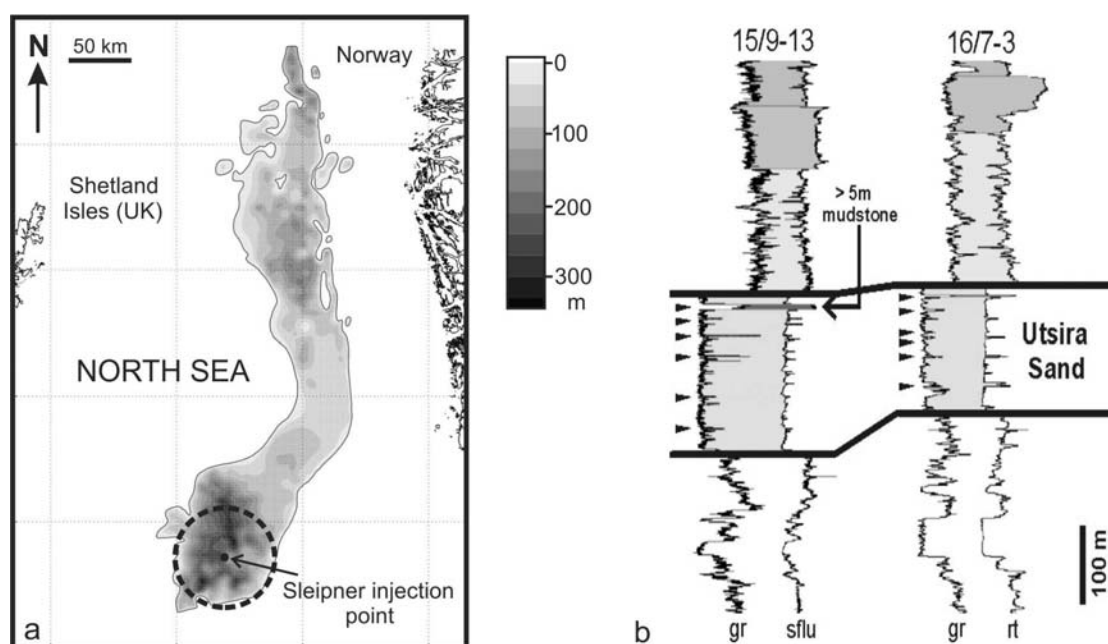 N
50 km
Norway
Shetland
Isles (UK)
NORTH SEA
Sleipner injection
point
a
0
100
200
300
m
15/9-13
16/7-3
> 5m
mudstone
Utsira
Sand
100 m
b
gr
sflu
gr
rt